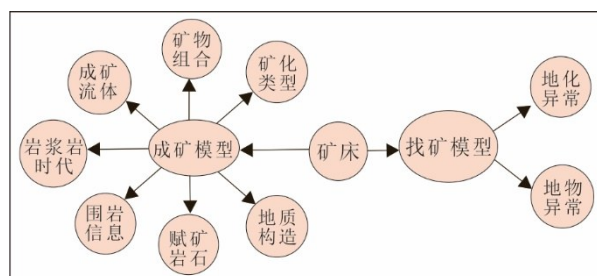 矿物
组合
成矿
流体
矿化
类型
岩浆岩
时代
成矿模型
矿床
找矿模型
地化
异常
地物
异常
围岩
信息
赋矿
岩石
地质
构造